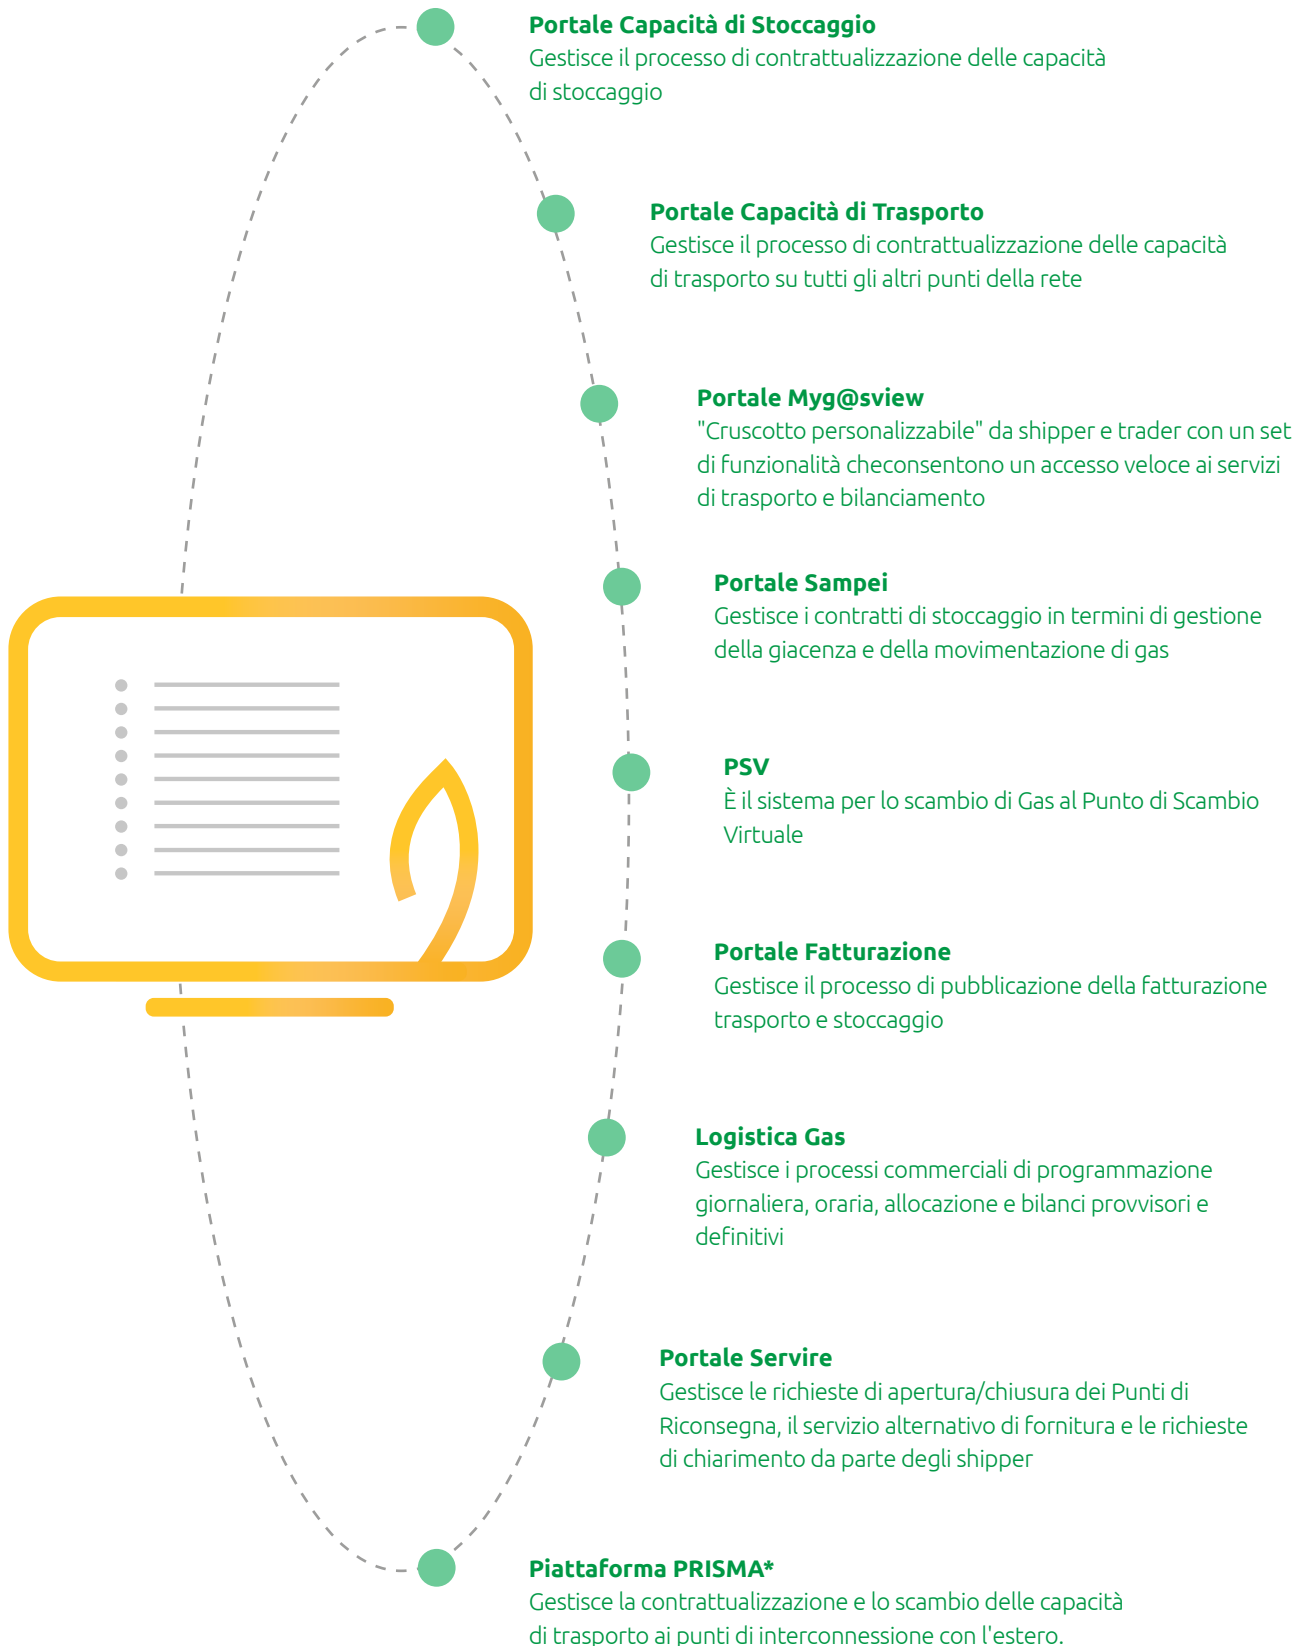 Portale Capacità di Stoccaggio
Gestisce il processo di contrattualizzazione delle capacità
di stoccaggio
Portale Capacità di Trasporto
Gestisce il processo di contrattualizzazione delle capacità
di trasporto su tutti gli altri punti della rete
Portale Myg@sview
"Cruscotto personalizzabile" da shipper e trader con un set
di funzionalità checonsentono un accesso veloce ai servizi
di trasporto e bilanciamento
Portale Sampei
Gestisce i contratti di stoccaggio in termini di gestione
della giacenza e della movimentazione di gas
PSV
È il sistema per lo scambio di Gas al Punto di Scambio
Virtuale
Portale Fatturazione
Gestisce il processo di pubblicazione della fatturazione
trasporto e stoccaggio
Logistica Gas
Gestisce i processi commerciali di programmazione
giornaliera, oraria, allocazione e bilanci provvisori e
definitivi
Portale Servire
Gestisce le richieste di apertura/chiusura dei Punti di
Riconsegna, il servizio alternativo di fornitura e le richieste
di chiarimento da parte degli shipper
Piattaforma PRISMA*
Gestisce la contrattualizzazione e lo scambio delle capacità
di trasporto ai punti di interconnessione con l'estero.